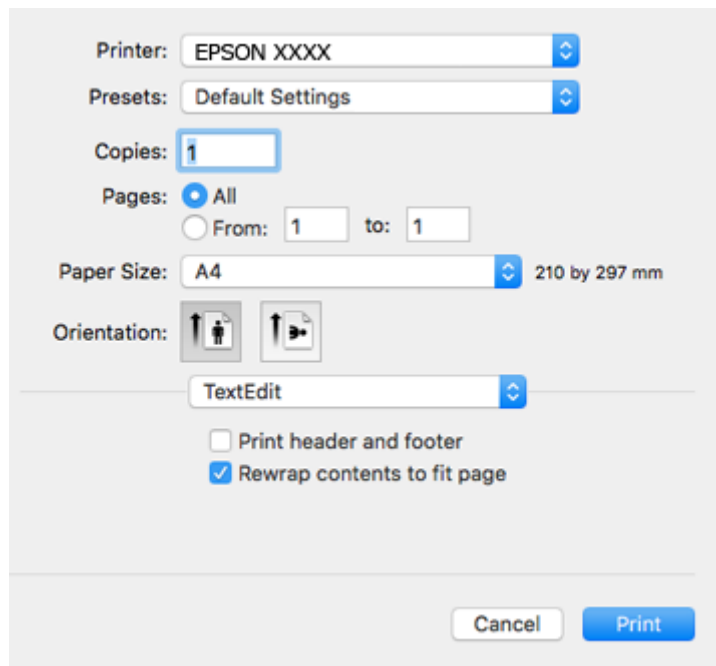 Printer: EPSON XXXX
Presets: Default Settings
Copies: 1
Pages: All
From: 1 to: 1
Paper Size: A4 210 by 297 mm
Orientation:
TextEdit
Print header and footer
Rewrap contents to fit page
Cancel Print